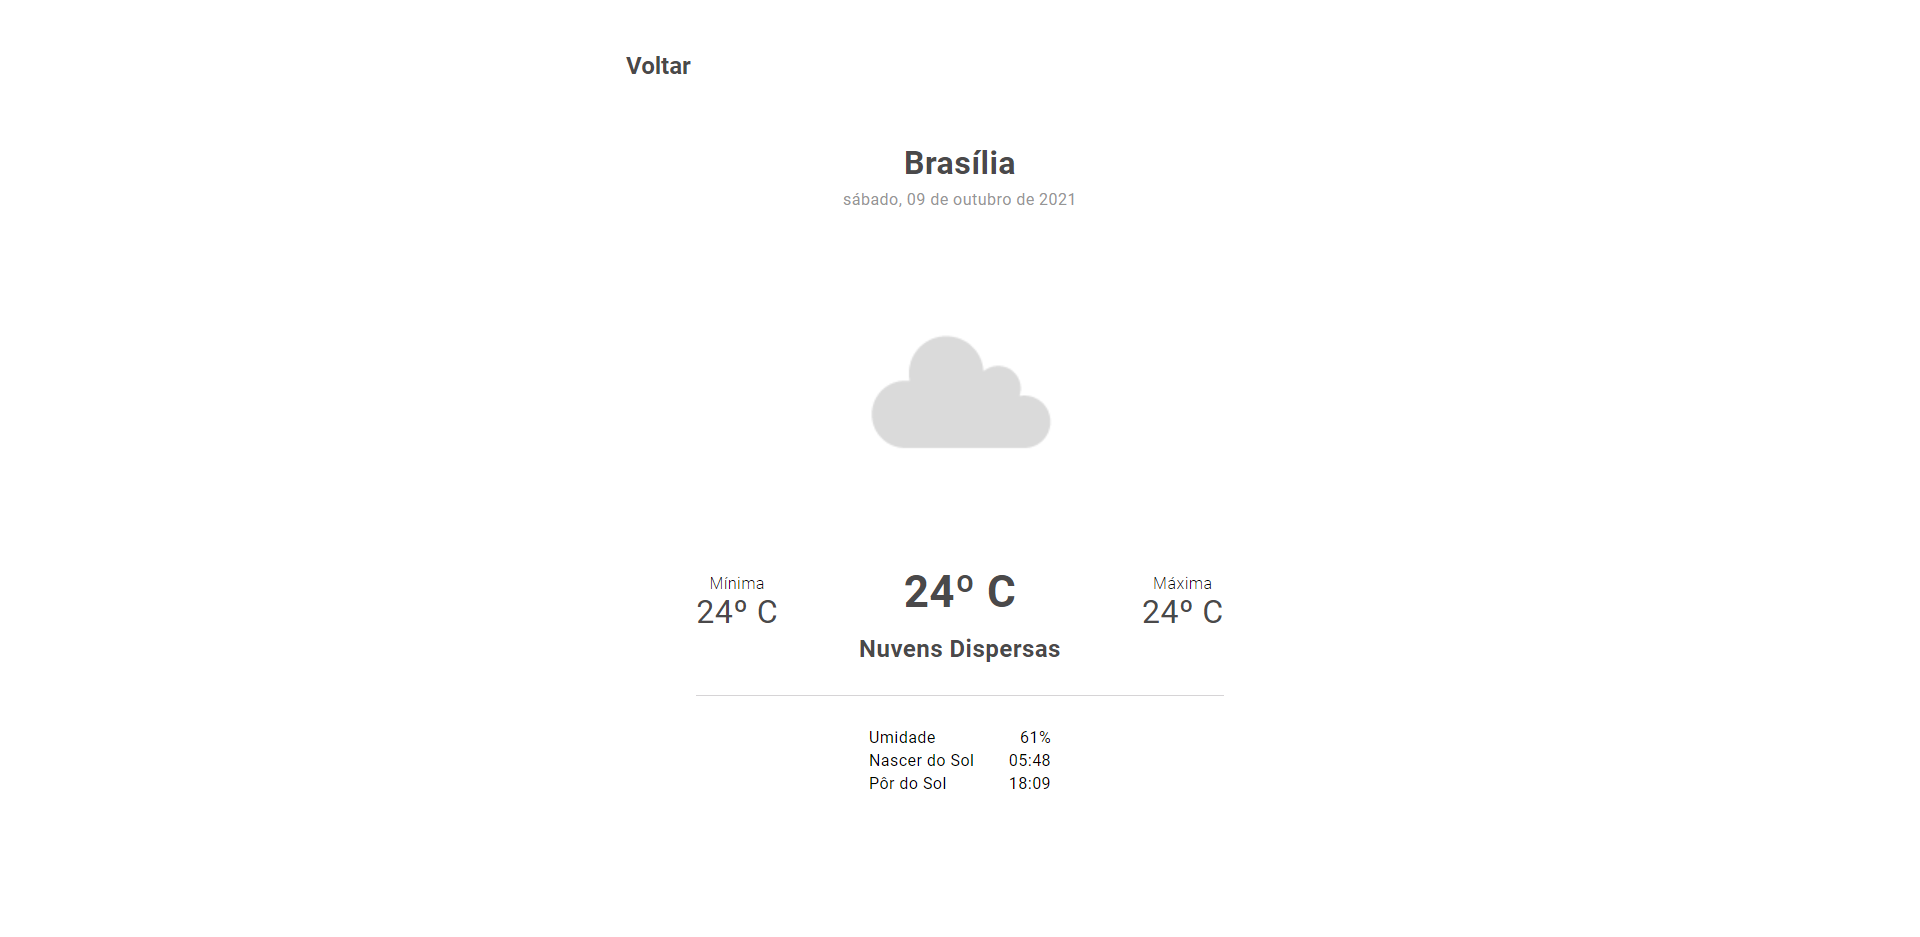 Voltar
Brasília
sábado, 09 de outubro de 2021
Mínima
24º C
24º C
Nuvens Dispersas
Máxima
24º C
Umidade 61%
Nascer do Sol 05:48
Pôr do Sol 18:09